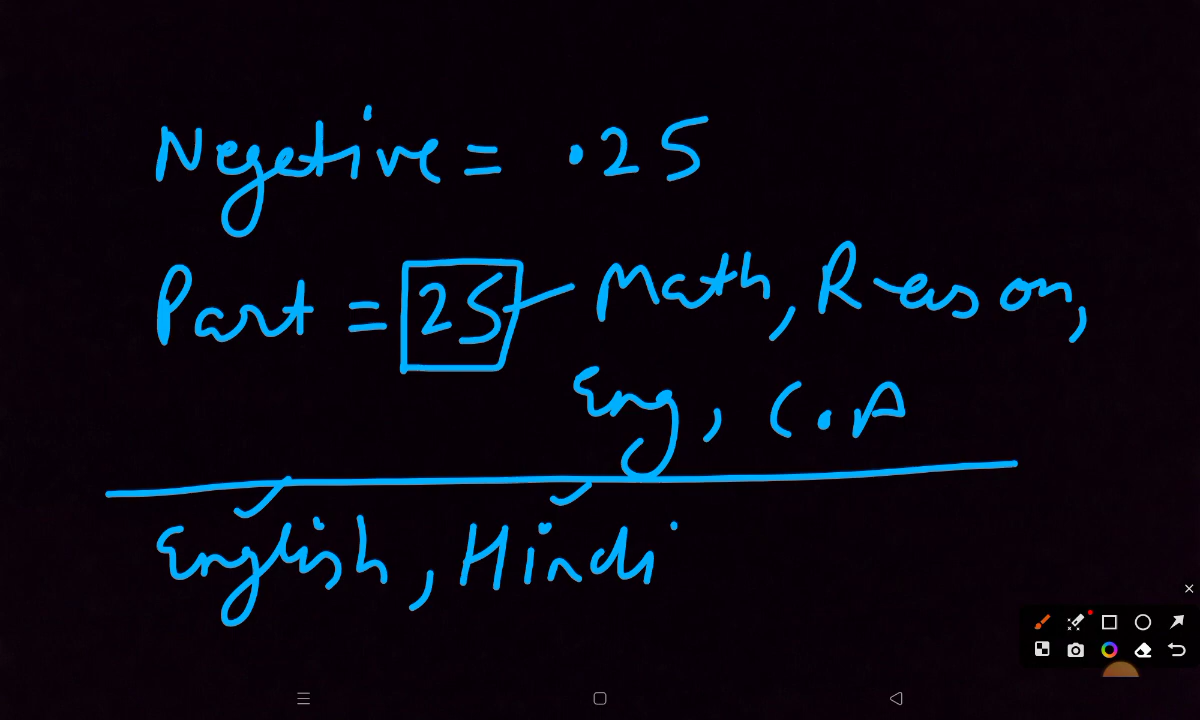 Negetive = .25
Part = 25 Math, Reason,
Eng, C.A
English, Hindi